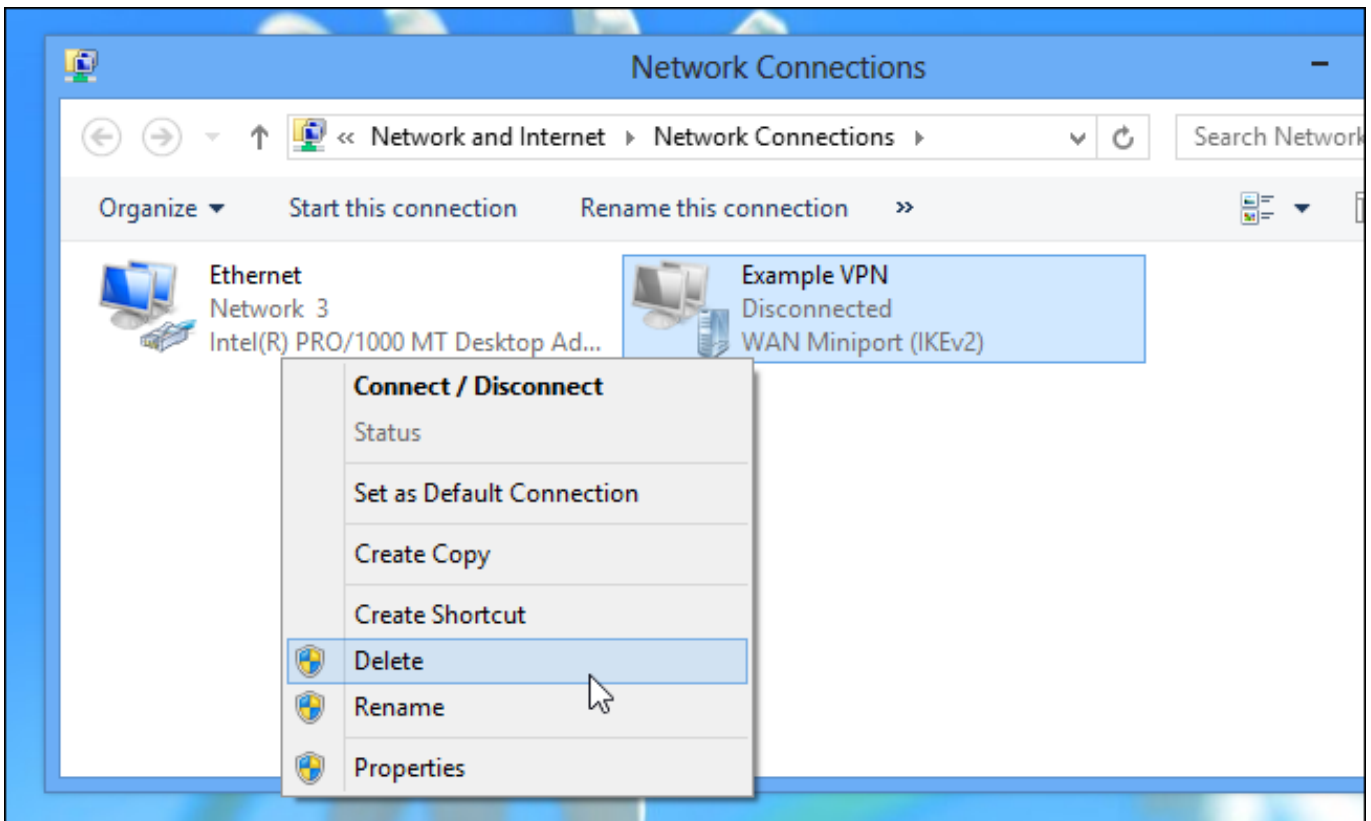 Network Connections
« Network and Internet ▸ Network Connections ▸
Search Network
Organize ▾ Start this connection Rename this connection »
Ethernet
Network 3
Intel(R) PRO/1000 MT Desktop Ad...
Example VPN
Disconnected
WAN Miniport (IKEv2)
Connect / Disconnect
Status
Set as Default Connection
Create Copy
Create Shortcut
Delete
Rename
Properties